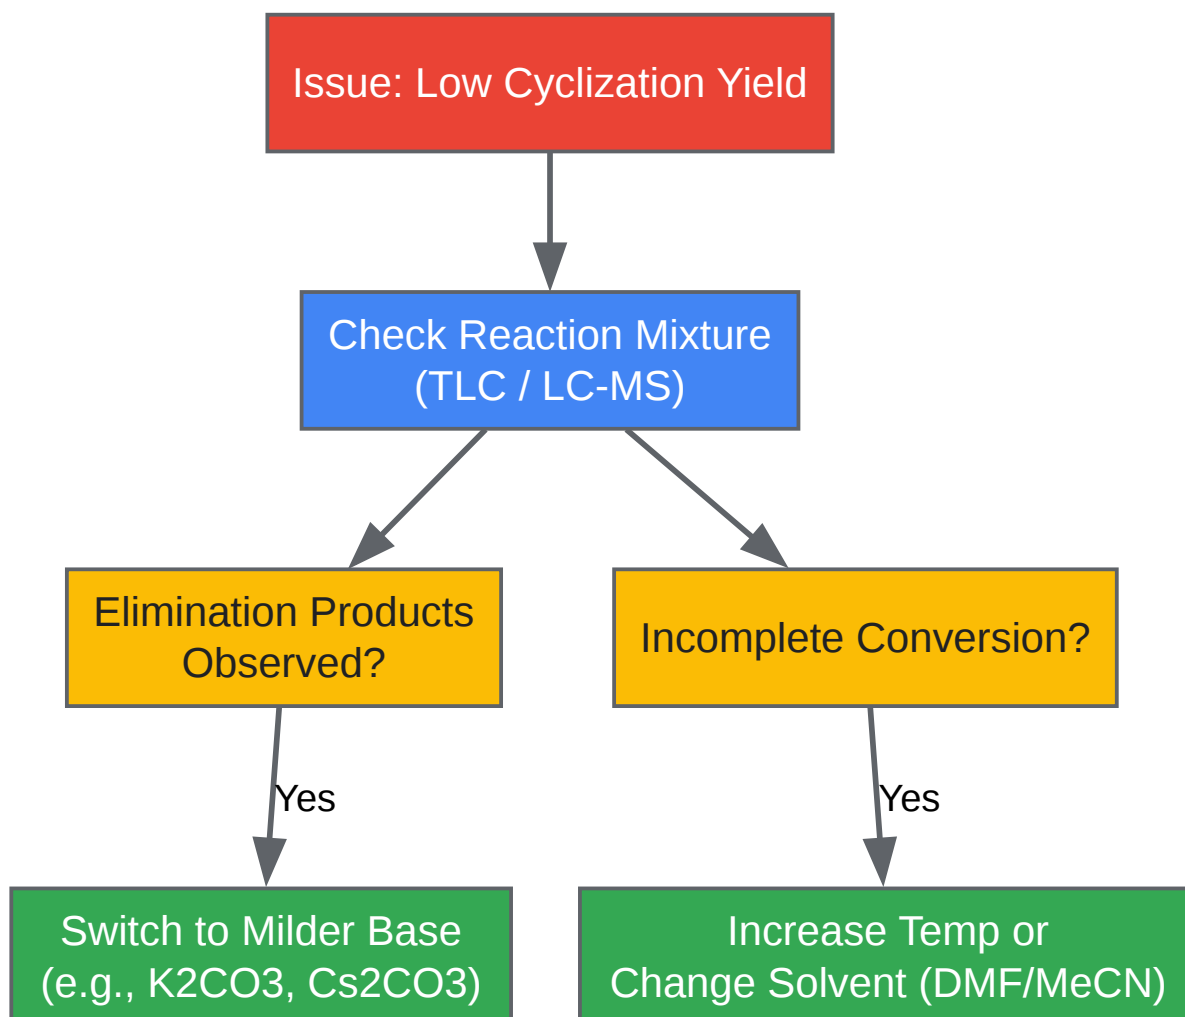 Issue: Low Cyclization Yield
Check Reaction Mixture
(TLC / LC-MS)
Elimination Products
Observed?
Incomplete Conversion?
Yes
Yes
Switch to Milder Base
(e.g., K2CO3, Cs2CO3)
Increase Temp or
Change Solvent (DMF/MeCN)